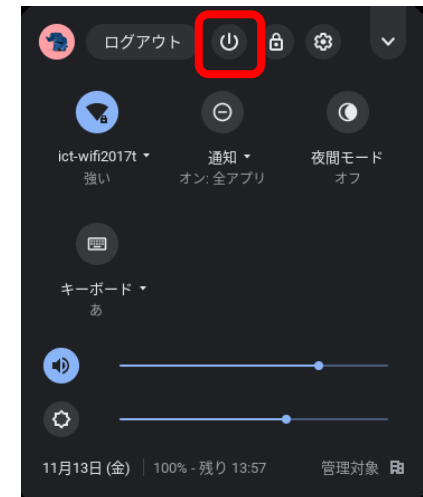 ログアウト
ict-wifi2017t
強い
通知
オン: 全アプリ
夜間モード
オフ
キーボード
あ
11月13日 (金) 100% - 残り 13:57 管理対象